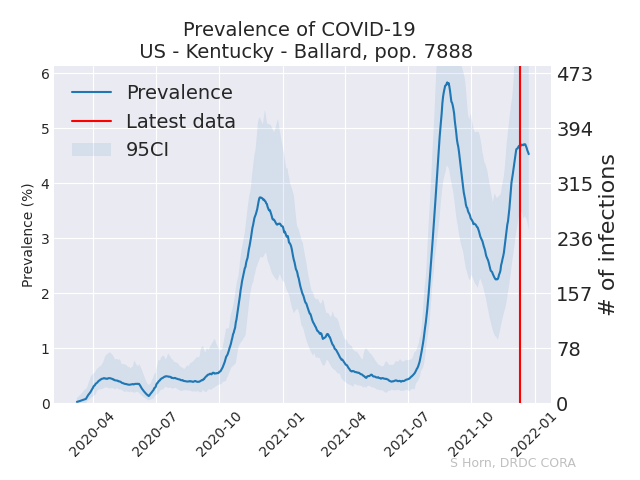 Prevalence of COVID-19
US - Kentucky - Ballard, pop. 7888
Prevalence
Latest data
95CI
Prevalence (%)
6
5
4
3
2
1
0
473
394
315
236
157
78
0
# of infections
2020-04
2020-07
2020-10
2021-01
2021-04
2021-07
2021-10
2022-01
S Horn, DRDC CORA